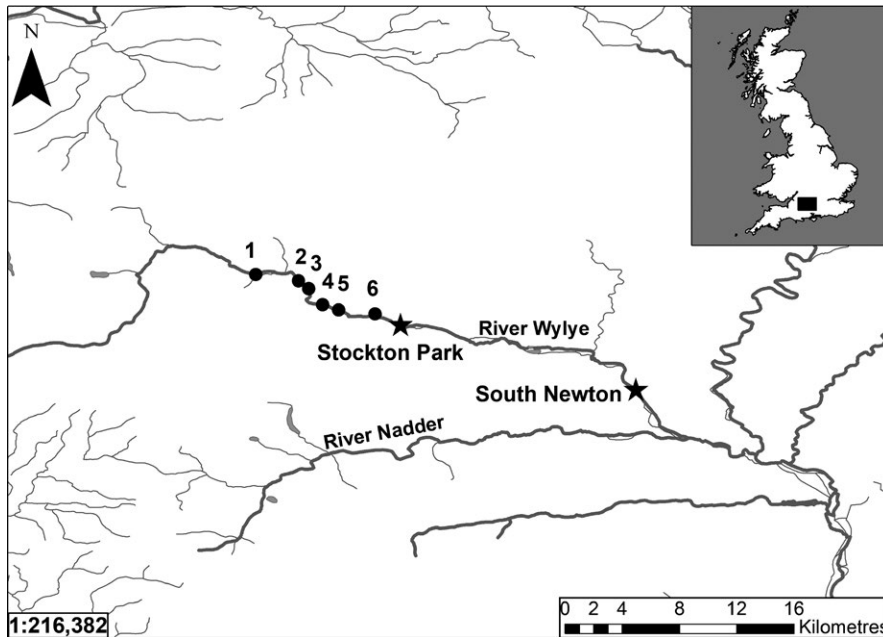 N
1
2
3
4
5
6
River Wylye
Stockton Park
South Newton
River Nadder
0 2 4 8 12 16
Kilometres
1:216,382